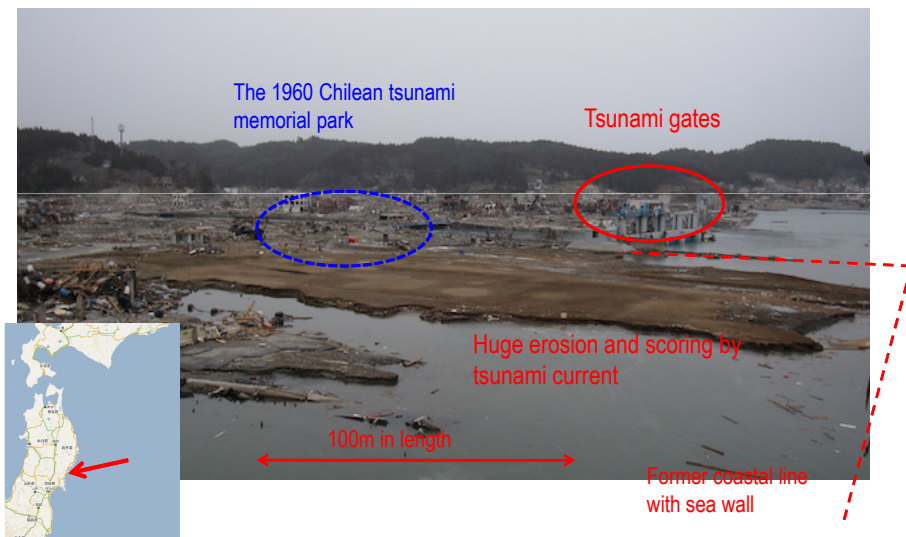 The 1960 Chilean tsunami
memorial park
Tsunami gates
Huge erosion and scoring by
tsunami current
100m in length
Former coastal line
with sea wall